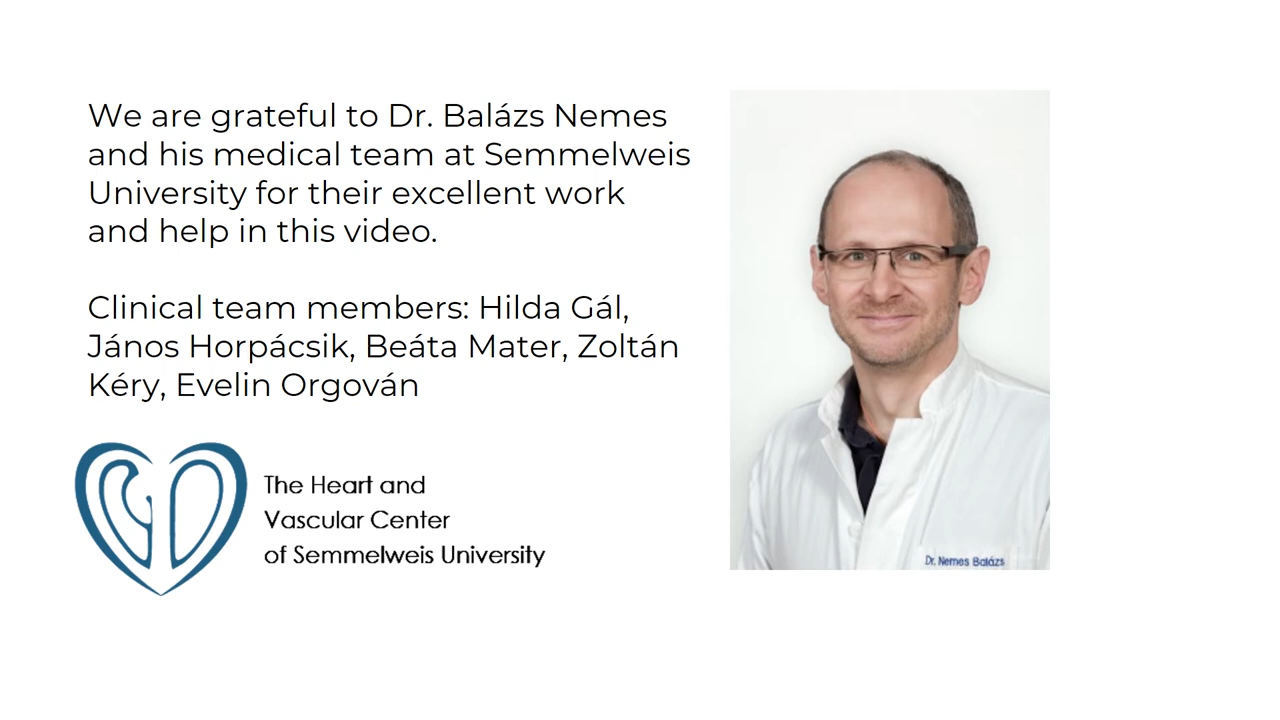 We are grateful to Dr. Balázs Nemes
and his medical team at Semmelweis
University for their excellent work
and help in this video.
Clinical team members: Hilda Gál,
János Horpácsik, Beáta Mater, Zoltán
Kéry, Evelin Orgován
The Heart and
Vascular Center
of Semmelweis University
Dr. Nemes Balázs